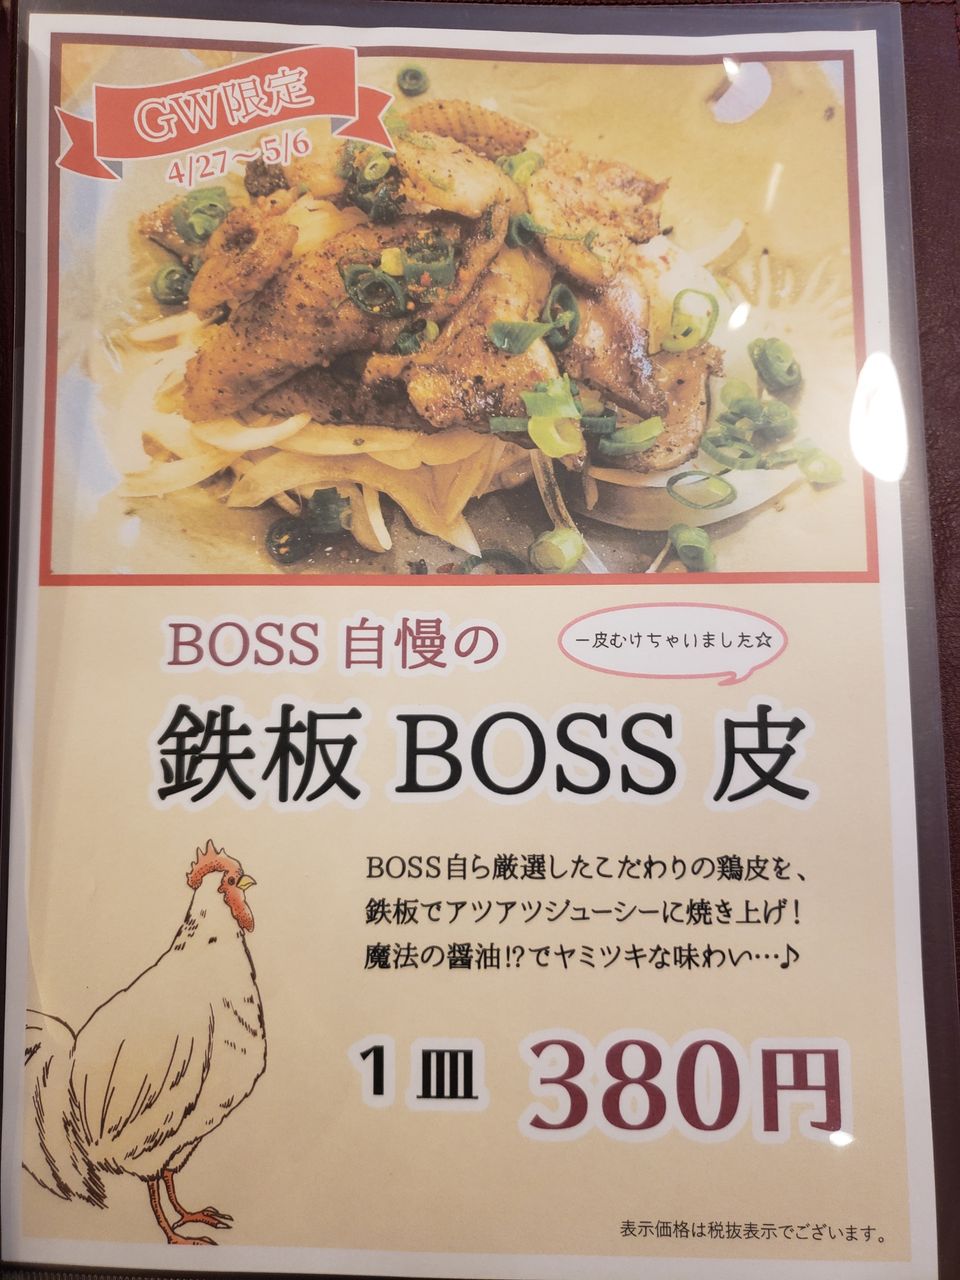 GW限定
4/27～5/6
BOSS 自慢の
一皮むけちゃいました☆
鉄板 BOSS 皮
BOSS自ら厳選したこだわりの鶏皮を、
鉄板でアツアツジューシーに焼き上げ！
魔法の醤油!?でヤミツキな味わい…♪
1皿 380円
表示価格は税抜表示でございます。